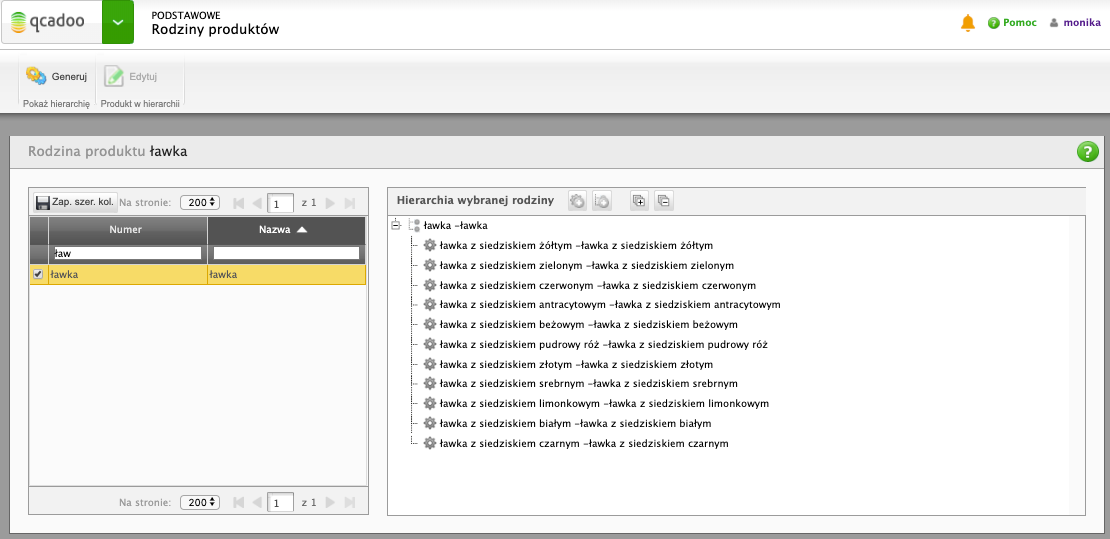 qcadoo
PODSTAWOWE
Rodziny produktów
Pomoc
monika
Generuj
Edytuj
Pokaż hierarchię
Produkt w hierarchii
Rodzina produktu ławka
?
Zap. szer. kol.
Na stronie:
200
1
z 1
Numer
Nazwa
ław
ławka
ławka
Na stronie:
200
1
z 1
Hierarchia wybranej rodziny
ławka -ławka
ławka z siedziskiem żółtym -ławka z siedziskiem żółtym
ławka z siedziskiem zielonym -ławka z siedziskiem zielonym
ławka z siedziskiem czerwonym -ławka z siedziskiem czerwonym
ławka z siedziskiem antracytowym -ławka z siedziskiem antracytowym
ławka z siedziskiem beżowym -ławka z siedziskiem beżowym
ławka z siedziskiem pudrowy róż -ławka z siedziskiem pudrowy róż
ławka z siedziskiem złotym -ławka z siedziskiem złotym
ławka z siedziskiem srebrnym -ławka z siedziskiem srebrnym
ławka z siedziskiem limonkowym -ławka z siedziskiem limonkowym
ławka z siedziskiem białym -ławka z siedziskiem białym
ławka z siedziskiem czarnym -ławka z siedziskiem czarnym